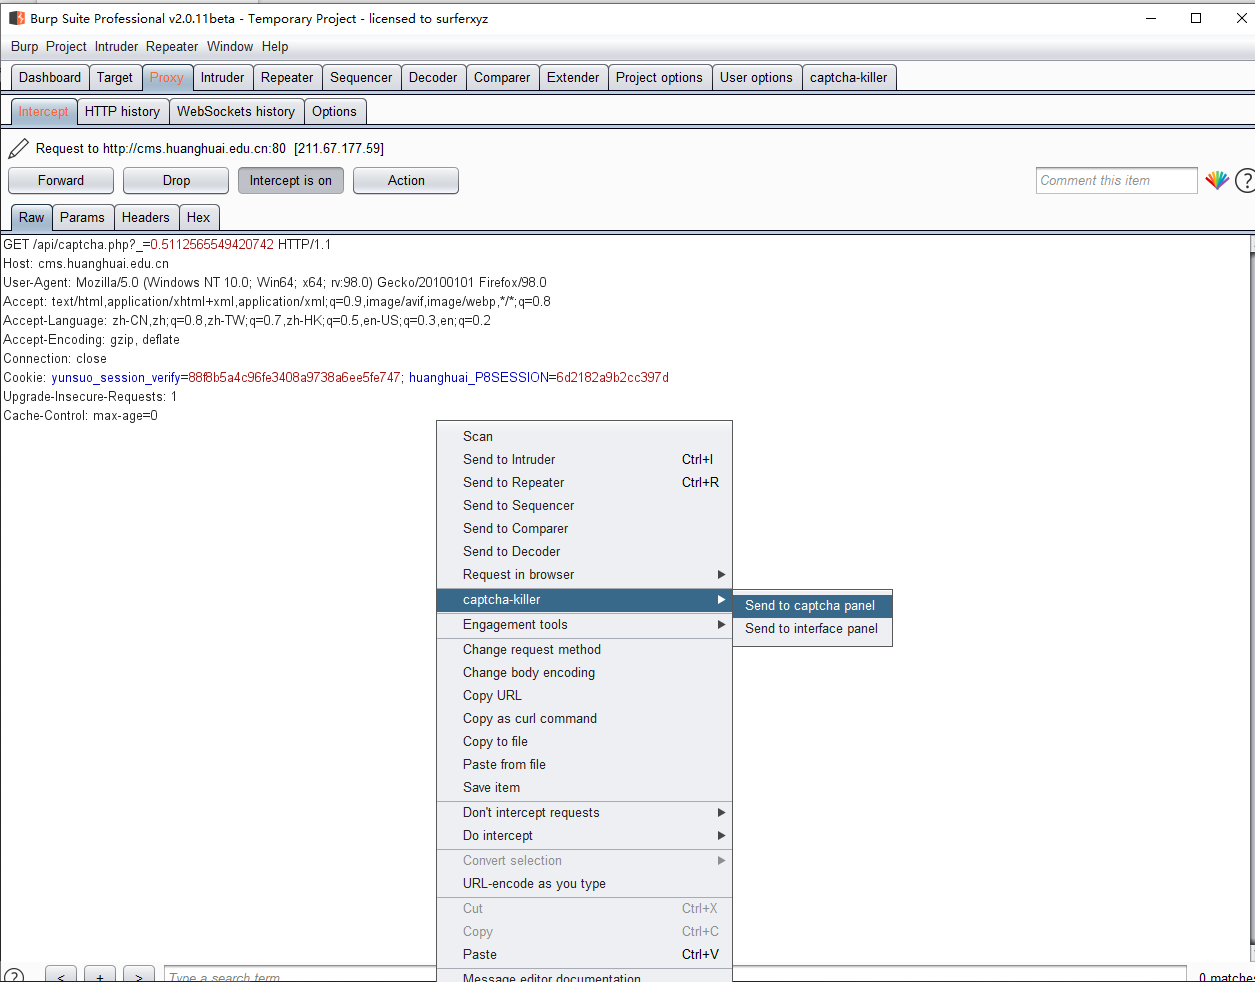 Burp Suite Professional v2.0.11beta - Temporary Project - licensed to surferxyz
Burp Project Intruder Repeater Window Help
Dashboard Target Proxy Intruder Repeater Sequencer Decoder Comparer Extender Project options User options captcha-killer
Intercept HTTP history WebSockets history Options
Request to http://cms.huanghuai.edu.cn:80 [211.67.177.59]
Forward Drop Intercept is on Action Comment this item ?
Raw Params Headers Hex
GET /api/captcha.php?_=0.5112565549420742 HTTP/1.1
Host: cms.huanghuai.edu.cn
User-Agent: Mozilla/5.0 (Windows NT 10.0; Win64; x64; rv:98.0) Gecko/20100101 Firefox/98.0
Accept: text/html,application/xhtml+xml,application/xml;q=0.9,image/avif,image/webp,*/*;q=0.8
Accept-Language: zh-CN,zh;q=0.8,zh-TW;q=0.7,zh-HK;q=0.5,en-US;q=0.3,en;q=0.2
Accept-Encoding: gzip, deflate
Connection: close
Cookie: yunsuo_session_verify=88f8b5a4c96fe3408a9738a6ee5fe747; huanghuai_P8SESSION=6d2182a9b2cc397d
Upgrade-Insecure-Requests: 1
Cache-Control: max-age=0
Scan
Send to Intruder Ctrl+I
Send to Repeater Ctrl+R
Send to Sequencer
Send to Comparer
Send to Decoder
Request in browser
captcha-killer
Send to captcha panel
Send to interface panel
Engagement tools
Change request method
Change body encoding
Copy URL
Copy as curl command
Copy to file
Paste from file
Save item
Don't intercept requests
Do intercept
Convert selection
URL-encode as you type
Cut Ctrl+X
Copy Ctrl+C
Paste Ctrl+V
Message editor documentation
? < + > Type a search term 0 matches